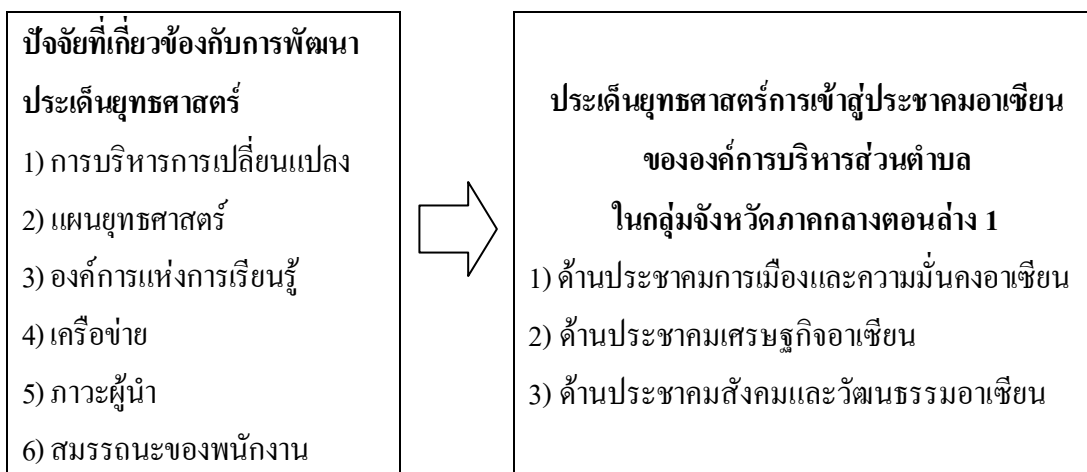 ปัจจัยที่เกี่ยวข้องกับการพัฒนา
ประเด็นยุทธศาสตร์
1) การบริหารการเปลี่ยนแปลง
2) แผนยุทธศาสตร์
3) องค์การแห่งการเรียนรู้
4) เครือข่าย
5) ภาวะผู้นำ
6) สมรรถนะของพนักงาน
ประเด็นยุทธศาสตร์การเข้าสู่ประชาคมอาเซียน
ขององค์การบริหารส่วนตำบล
ในกลุ่มจังหวัดภาคกลางตอนล่าง 1
1) ด้านประชาคมการเมืองและความมั่นคงอาเซียน
2) ด้านประชาคมเศรษฐกิจอาเซียน
3) ด้านประชาคมสังคมและวัฒนธรรมอาเซียน